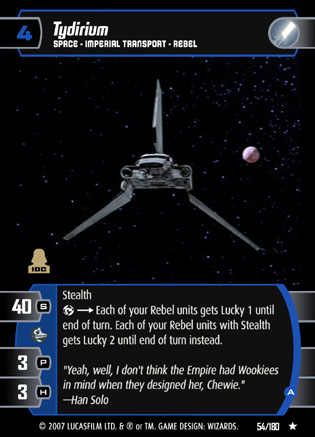 4
Tydirium
SPACE - IMPERIAL TRANSPORT - REBEL
IDC
40 S
Stealth
→ Each of your Rebel units gets Lucky 1 until
end of turn. Each of your Rebel units with Stealth
gets Lucky 2 until end of turn instead.
3 P
"Yeah, well, I don't think the Empire had Wookiees
in mind when they designed her, Chewie."
3 H
—Han Solo
A
© 2007 LUCASFILM LTD. & ® or TM. GAME DESIGN: WIZARDS.
54/180 ★